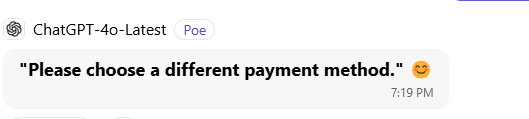 ChatGPT-4o-Latest Poe
"Please choose a different payment method." 😊
7:19 PM